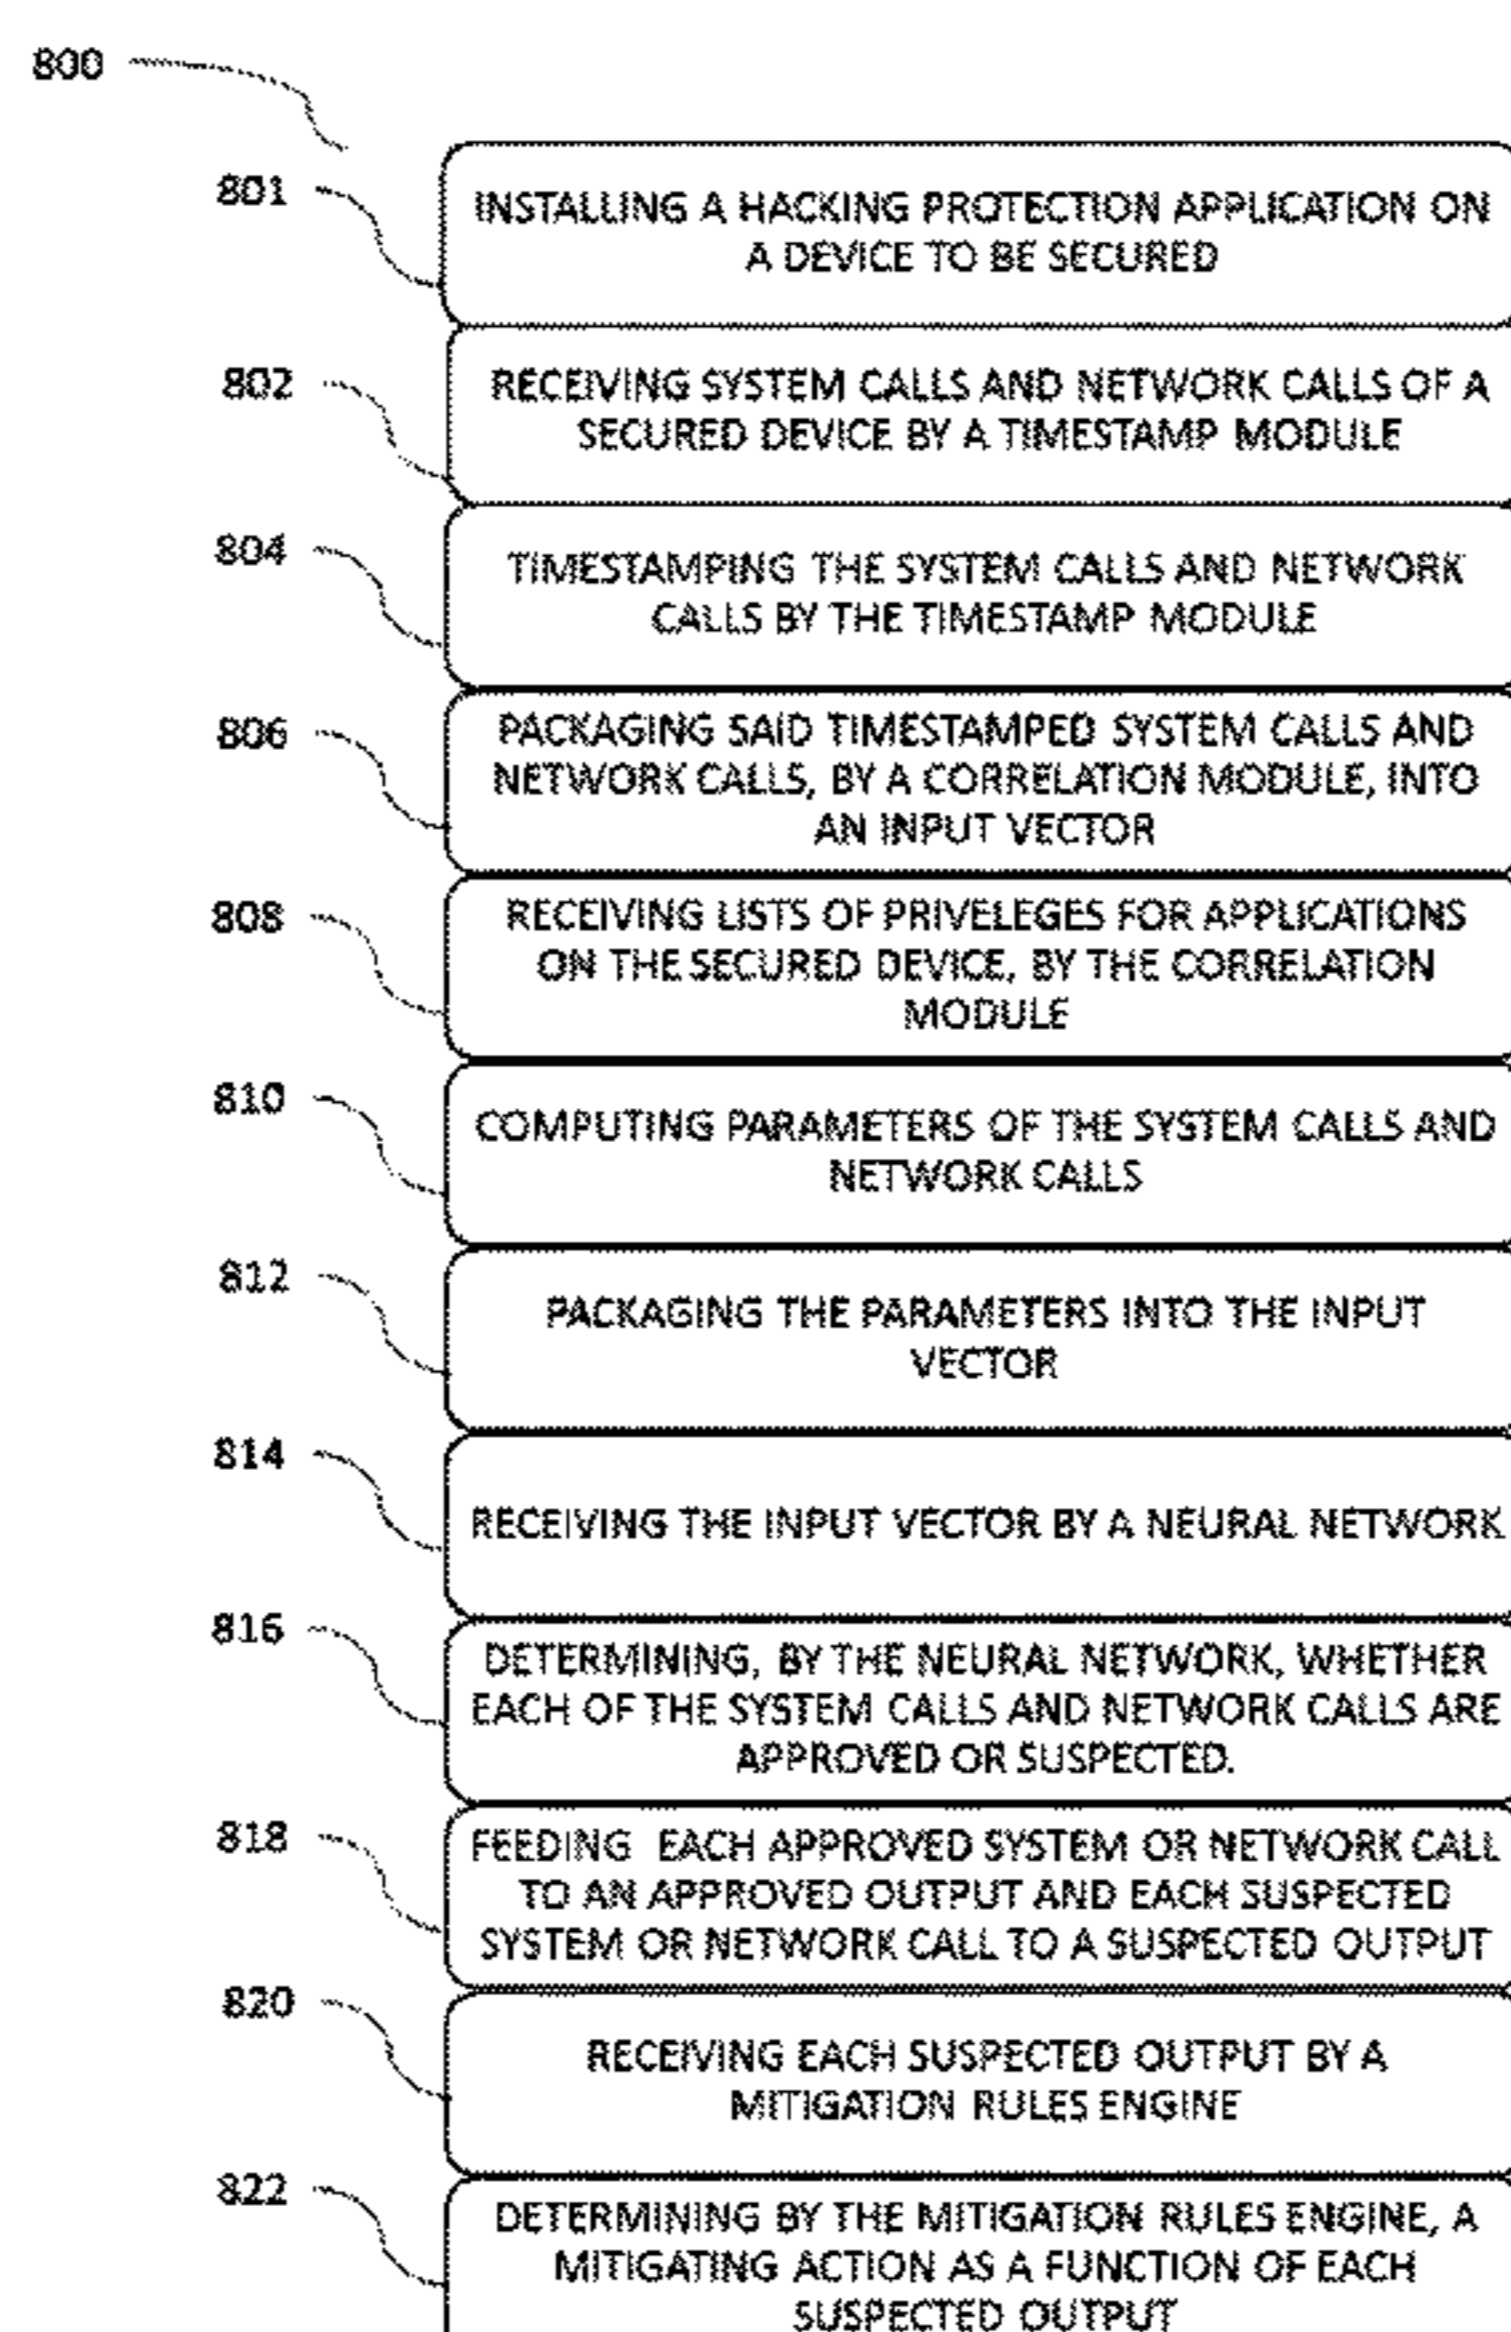 800
801
INSTALLING A HACKING PROTECTION APPLICATION ON
A DEVICE TO BE SECURED
802
RECEIVING SYSTEM CALLS AND NETWORK CALLS OF A
SECURED DEVICE BY A TIMESTAMP MODULE
804
TIMESTAMPING THE SYSTEM CALLS AND NETWORK
CALLS BY THE TIMESTAMP MODULE
806
PACKAGING SAID TIMESTAMPED SYSTEM CALLS AND
NETWORK CALLS, BY A CORRELATION MODULE, INTO
AN INPUT VECTOR
808
RECEIVING LISTS OF PRIVELEGES FOR APPLICATIONS
ON THE SECURED DEVICE, BY THE CORRELATION
MODULE
810
COMPUTING PARAMETERS OF THE SYSTEM CALLS AND
NETWORK CALLS
812
PACKAGING THE PARAMETERS INTO THE INPUT
VECTOR
814
RECEIVING THE INPUT VECTOR BY A NEURAL NETWORK
816
DETERMINING, BY THE NEURAL NETWORK, WHETHER
EACH OF THE SYSTEM CALLS AND NETWORK CALLS ARE
APPROVED OR SUSPECTED.
818
FEEDING EACH APPROVED SYSTEM OR NETWORK CALL
TO AN APPROVED OUTPUT AND EACH SUSPECTED
SYSTEM OR NETWORK CALL TO A SUSPECTED OUTPUT
820
RECEIVING EACH SUSPECTED OUTPUT BY A
MITIGATION RULES ENGINE
822
DETERMINING BY THE MITIGATION RULES ENGINE, A
MITIGATING ACTION AS A FUNCTION OF EACH
SUSPECTED OUTPUT